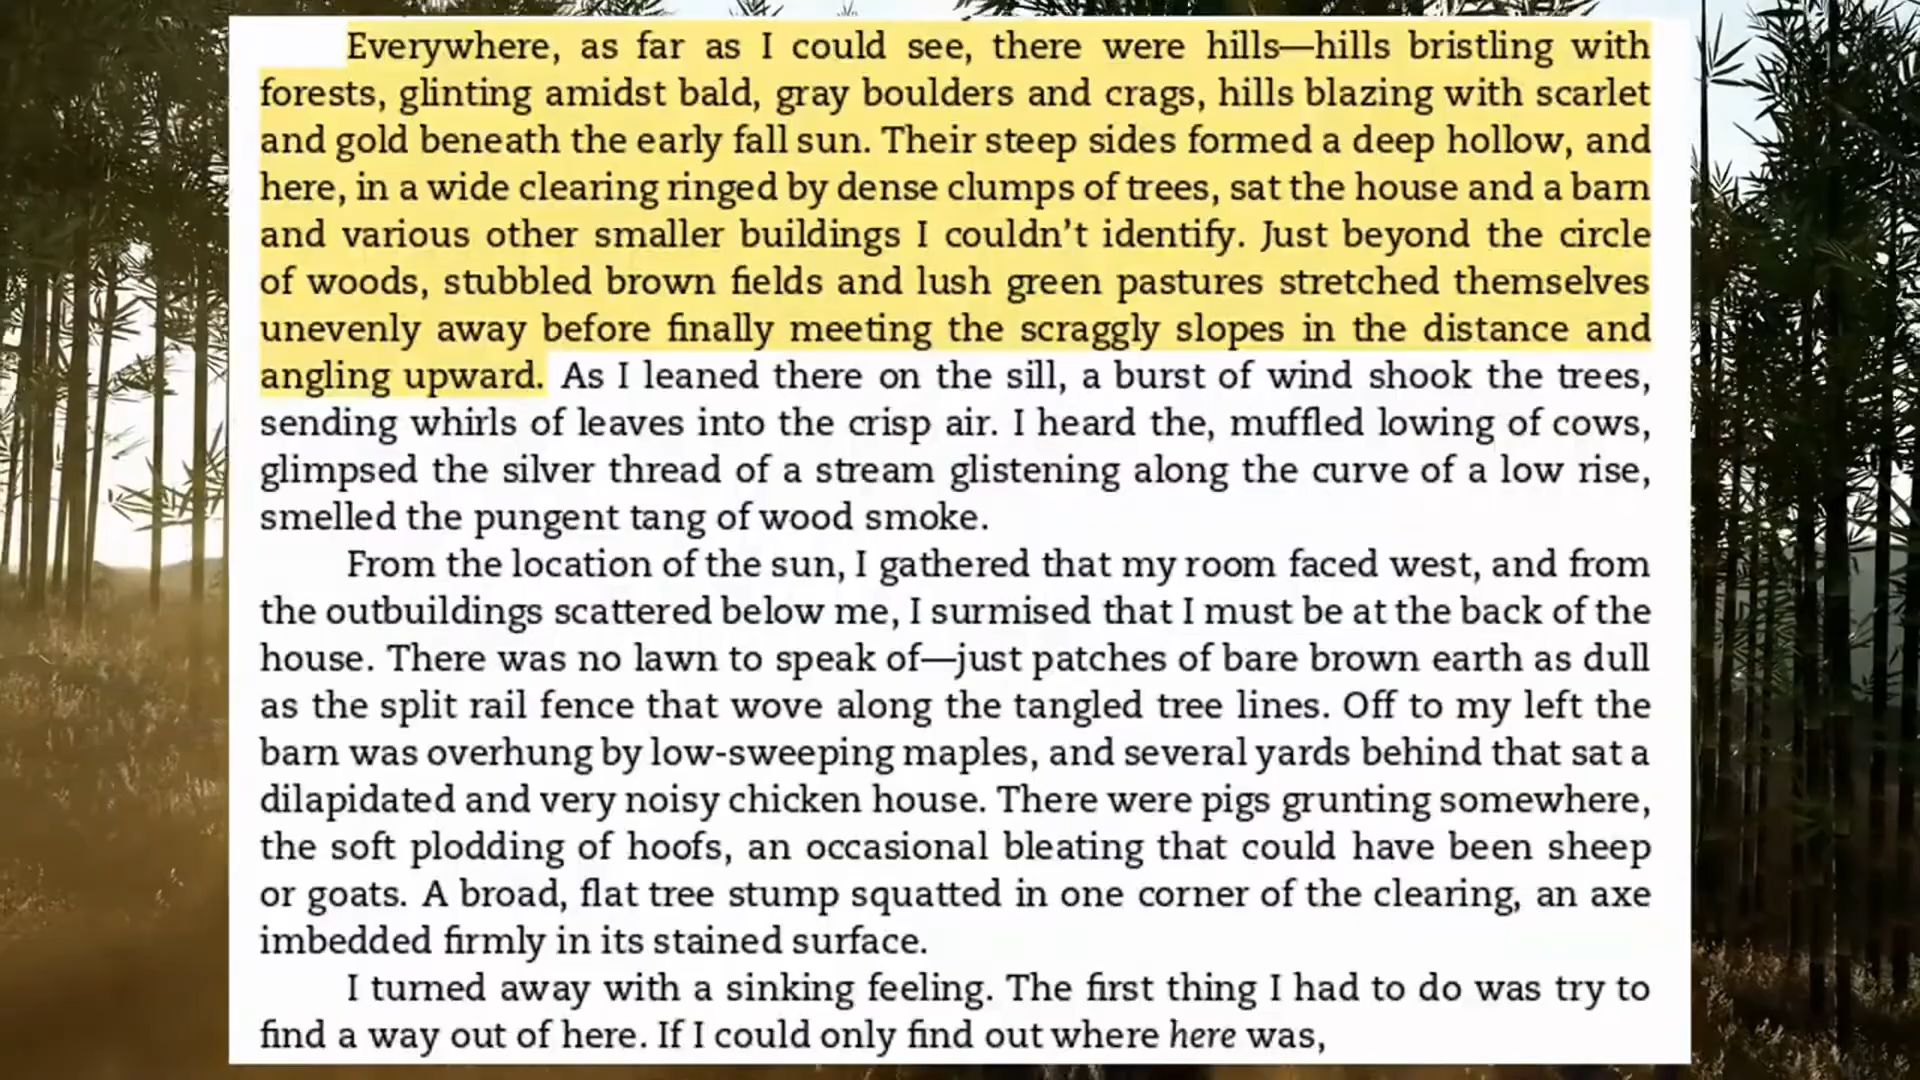 Everywhere, as far as I could see, there were hills—hills bristling with
forests, glinting amidst bald, gray boulders and crags, hills blazing with scarlet
and gold beneath the early fall sun. Their steep sides formed a deep hollow, and
here, in a wide clearing ringed by dense clumps of trees, sat the house and a barn
and various other smaller buildings I couldn’t identify. Just beyond the circle
of woods, stubbled brown fields and lush green pastures stretched themselves
unevenly away before finally meeting the scraggly slopes in the distance and
angling upward. As I leaned there on the sill, a burst of wind shook the trees,
sending whirls of leaves into the crisp air. I heard the, muffled lowing of cows,
glimpsed the silver thread of a stream glistening along the curve of a low rise,
smelled the pungent tang of wood smoke.
From the location of the sun, I gathered that my room faced west, and from
the outbuildings scattered below me, I surmised that I must be at the back of the
house. There was no lawn to speak of—just patches of bare brown earth as dull
as the split rail fence that wove along the tangled tree lines. Off to my left the
barn was overhung by low-sweeping maples, and several yards behind that sat a
dilapidated and very noisy chicken house. There were pigs grunting somewhere,
the soft plodding of hoofs, an occasional bleating that could have been sheep
or goats. A broad, flat tree stump squatted in one corner of the clearing, an axe
imbedded firmly in its stained surface.
I turned away with a sinking feeling. The first thing I had to do was try to
find a way out of here. If I could only find out where here was,